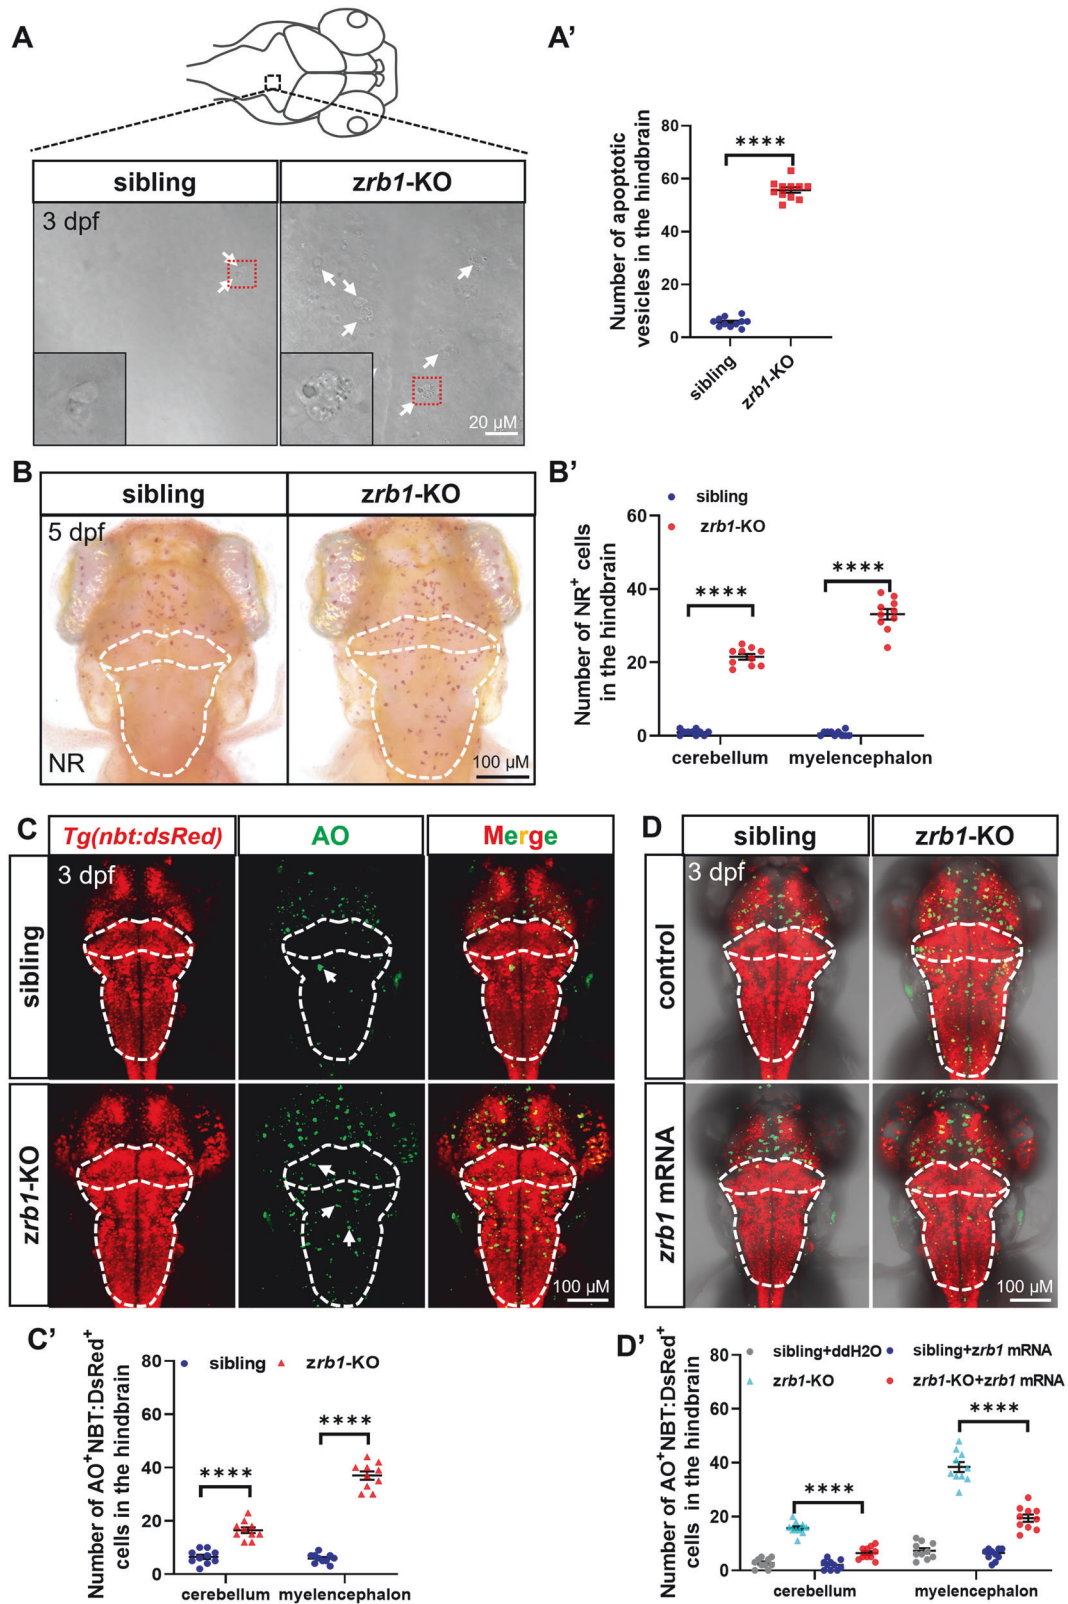 A
sibling
zrb1-KO
3 dpf
20 µM
A'
Number of apoptotic
vesicles in the hindbrain
80
60
40
20
0
****
sibling
zrb1-KO
B
sibling
zrb1-KO
5 dpf
NR
100 µM
B'
sibling
zrb1-KO
Number of NR+ cells
in the hindbrain
60
40
20
0
****
****
cerebellum
myelencephalon
C
Tg(nbt:dsRed)
AO
Merge
3 dpf
sibling
zrb1-KO
100 µM
D
sibling
zrb1-KO
3 dpf
control
zrb1 mRNA
100 µM
C'
sibling
zrb1-KO
Number of AO+NBT:DsRed+
cells in the hindbrain
80
60
40
20
0
****
****
cerebellum
myelencephalon
D'
sibling+ddH2O
sibling+zrb1 mRNA
zrb1-KO
zrb1-KO+zrb1 mRNA
Number of AO+NBT:DsRed+
cells in the hindbrain
80
60
40
20
0
****
****
cerebellum
myelencephalon